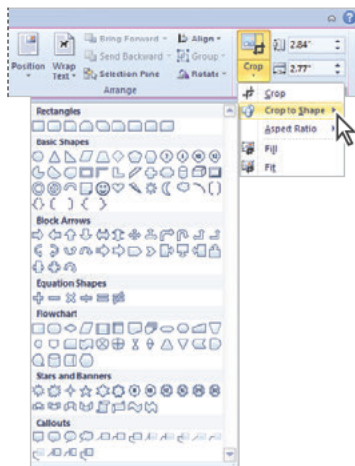 Position
Wrap Text
Bring Forward
Send Backward
Selection Pane
Align
Group
Rotate
Arrange
Crop
2.84"
2.77"
Crop
Crop to Shape
Aspect Ratio
Fill
Fit
Rectangles
Basic Shapes
Block Arrows
Equation Shapes
Flowchart
Stars and Banners
Callouts